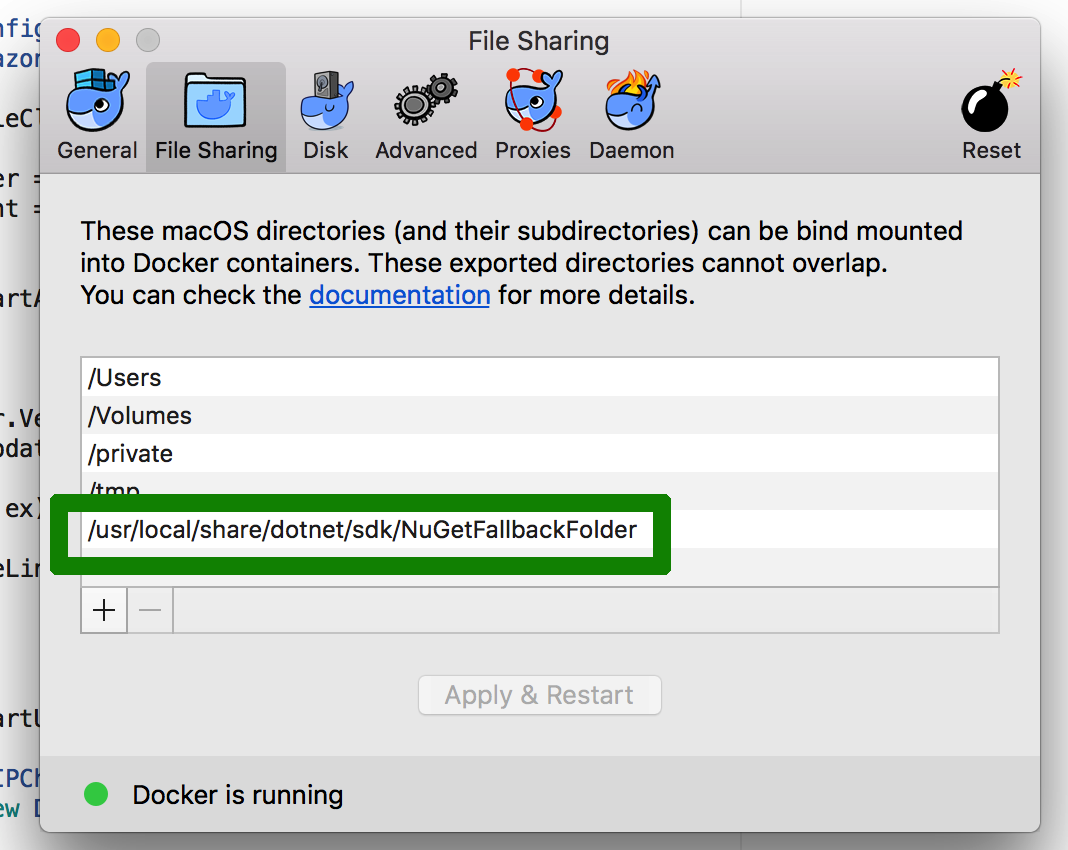 File Sharing
General File Sharing Disk Advanced Proxies Daemon Reset
These macOS directories (and their subdirectories) can be bind mounted
into Docker containers. These exported directories cannot overlap.
You can check the documentation for more details.
/Users
/Volumes
/private
/tmp
/usr/local/share/dotnet/sdk/NuGetFallbackFolder
+ —
Apply & Restart
Docker is running